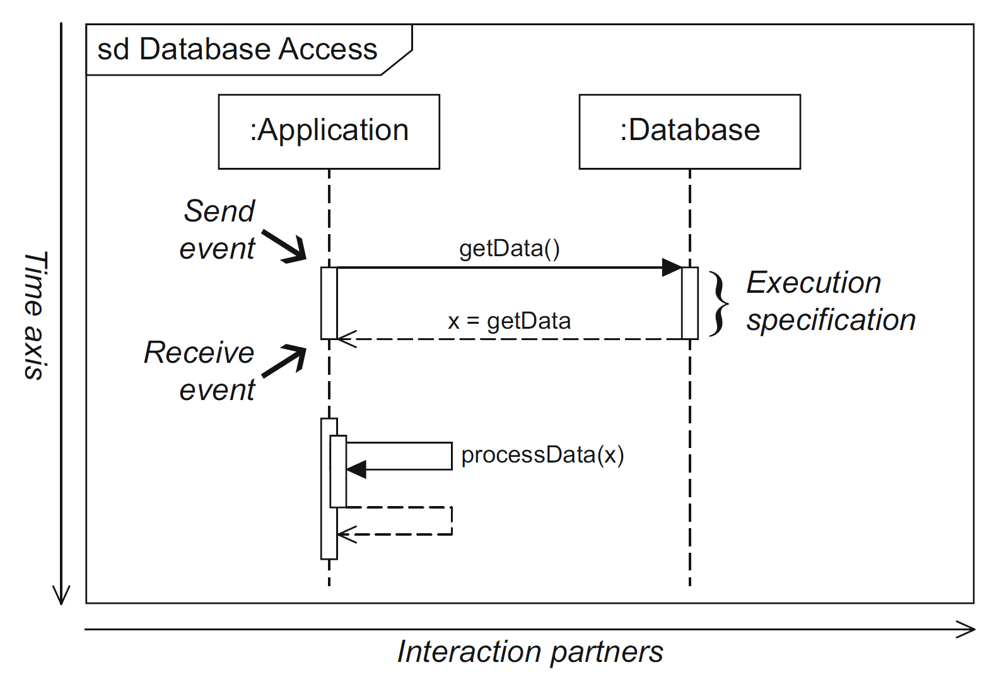 sd Database Access
:Application
:Database
Send
event
getData()
Execution
specification
x = getData
Receive
event
processData(x)
Time axis
Interaction partners